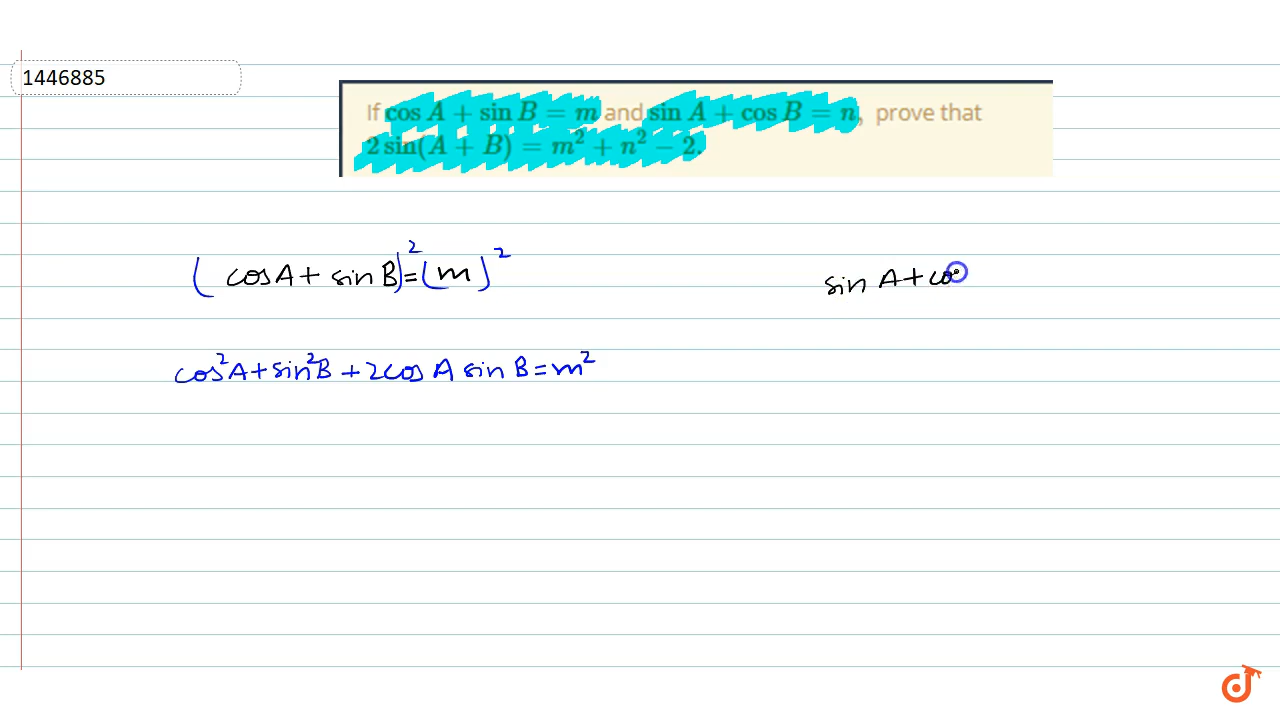 1446885
If cos A + sin B = m and sin A + cos B = n, prove that
2 sin(A + B) = m² + n² − 2.
(cosA + sin B)² = (m)²
sin A + co
cos²A + sin²B + 2cos A sin B = m²